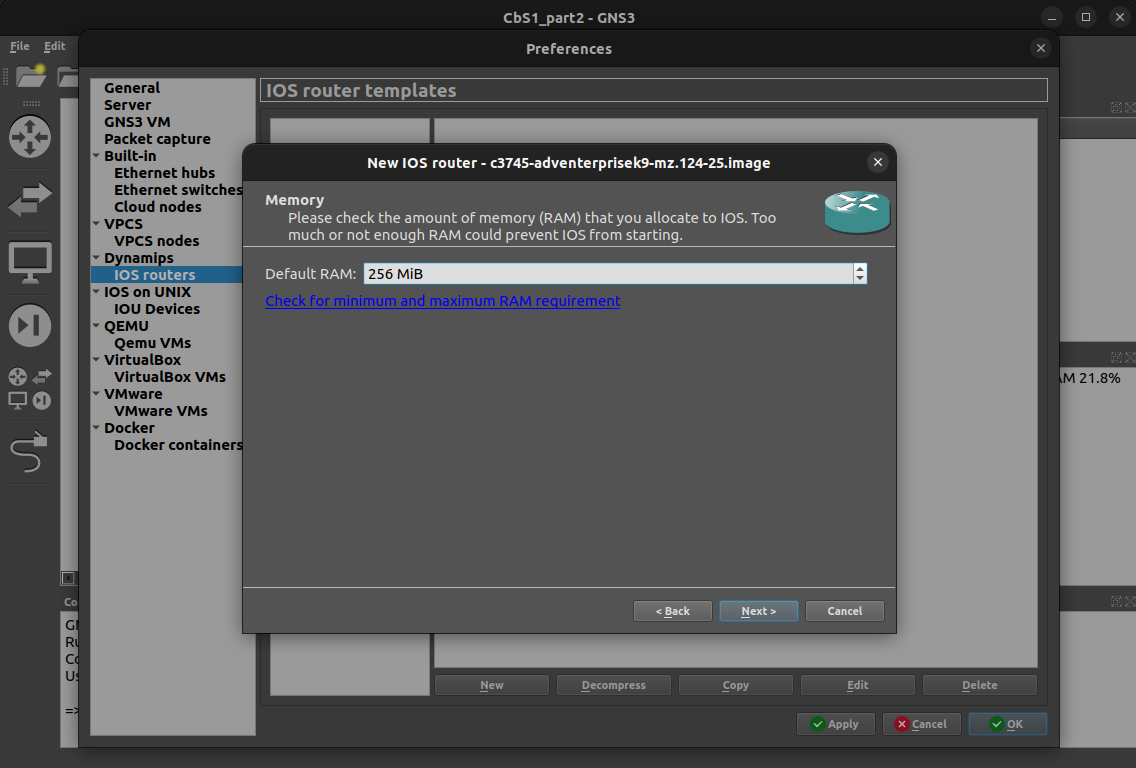 CbS1_part2 - GNS3
File Edit
Preferences
General
Server
GNS3 VM
Packet capture
Built-in
Ethernet hubs
Ethernet switches
Cloud nodes
VPCS
VPCS nodes
Dynamips
IOS routers
IOS on UNIX
IOU Devices
QEMU
Qemu VMs
VirtualBox
VirtualBox VMs
VMware
VMware VMs
Docker
Docker containers
IOS router templates
New IOS router - c3745-adventerprisek9-mz.124-25.image
Memory
Please check the amount of memory (RAM) that you allocate to IOS. Too
much or not enough RAM could prevent IOS from starting.
Default RAM: 256 MiB
Check for minimum and maximum RAM requirement
< Back Next > Cancel
New Decompress Copy Edit Delete
Apply Cancel OK
AM 21.8%
Co
GN
Ru
Co
Us
=>